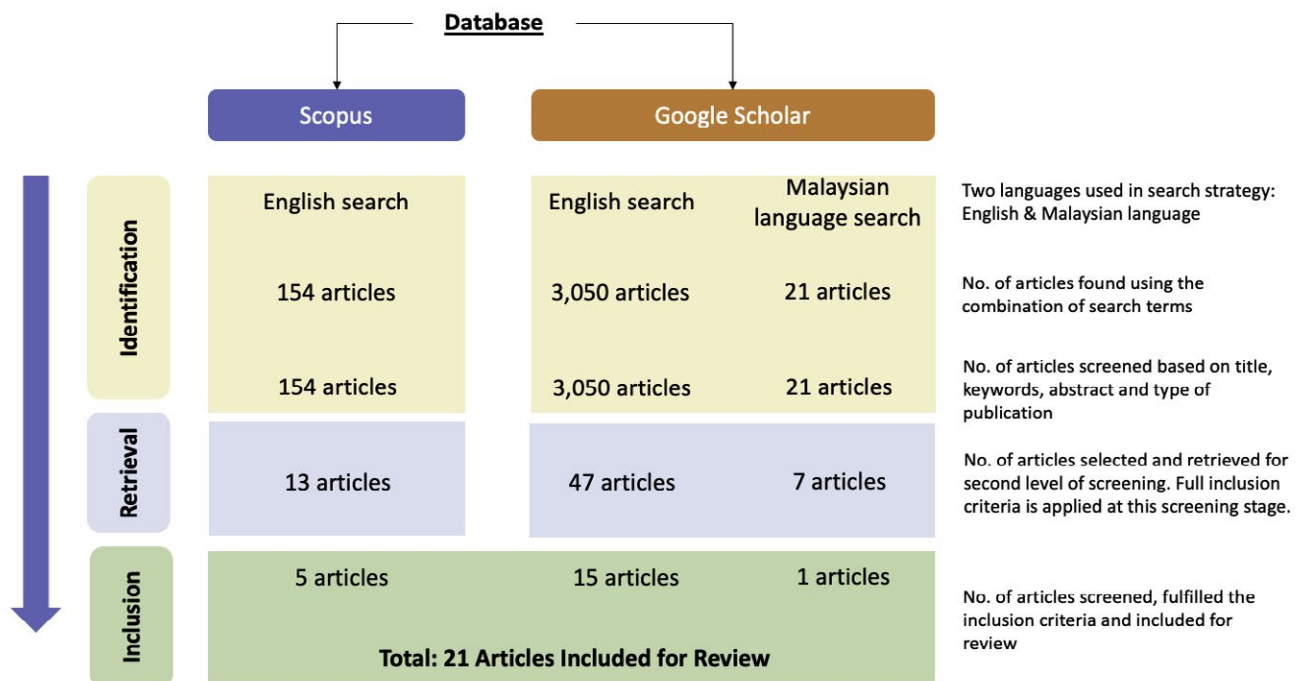 Database
Scopus
Google Scholar
Identification
English search
English search
Malaysian
language search
Two languages used in search strategy:
English & Malaysian language
154 articles
3,050 articles
21 articles
No. of articles found using the
combination of search terms
154 articles
3,050 articles
21 articles
No. of articles screened based on title,
keywords, abstract and type of
publication
Retrieval
13 articles
47 articles
7 articles
No. of articles selected and retrieved for
second level of screening. Full inclusion
criteria is applied at this screening stage.
Inclusion
5 articles
15 articles
1 articles
No. of articles screened, fulfilled the
inclusion criteria and included for
review
Total: 21 Articles Included for Review